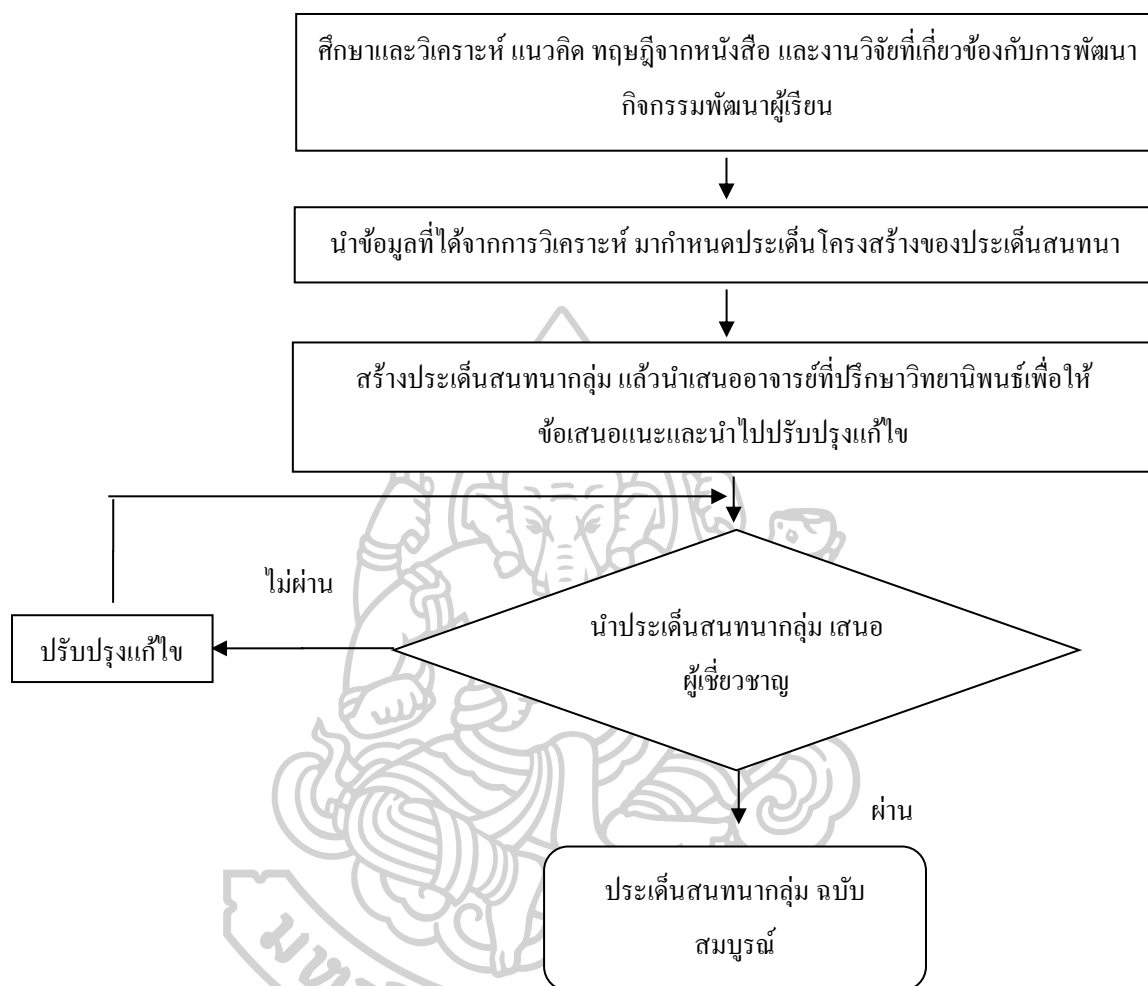 ศึกษาและวิเคราะห์ แนวคิด ทฤษฎีจากหนังสือ และงานวิจัยที่เกี่ยวข้องกับการพัฒนา
กิจกรรมพัฒนาผู้เรียน
นำข้อมูลที่ได้จากการวิเคราะห์ มากำหนดประเด็นโครงสร้างของประเด็นสนทนา
สร้างประเด็นสนทนากลุ่ม แล้วนำเสนออาจารย์ที่ปรึกษาวิทยานิพนธ์เพื่อให้
ข้อเสนอแนะและนำไปปรับปรุงแก้ไข
ไม่ผ่าน
ปรับปรุงแก้ไข
นำประเด็นสนทนากลุ่ม เสนอ
ผู้เชี่ยวชาญ
ผ่าน
ประเด็นสนทนากลุ่ม ฉบับ
สมบูรณ์